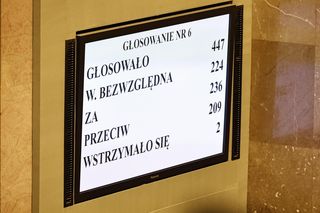 GŁOSOWANIE NR 6
GŁOSOWAŁO 447
W. BEZWZGLĘDNA 224
ZA 236
PRZECIW 209
WSTRZYMAŁO SIĘ 2